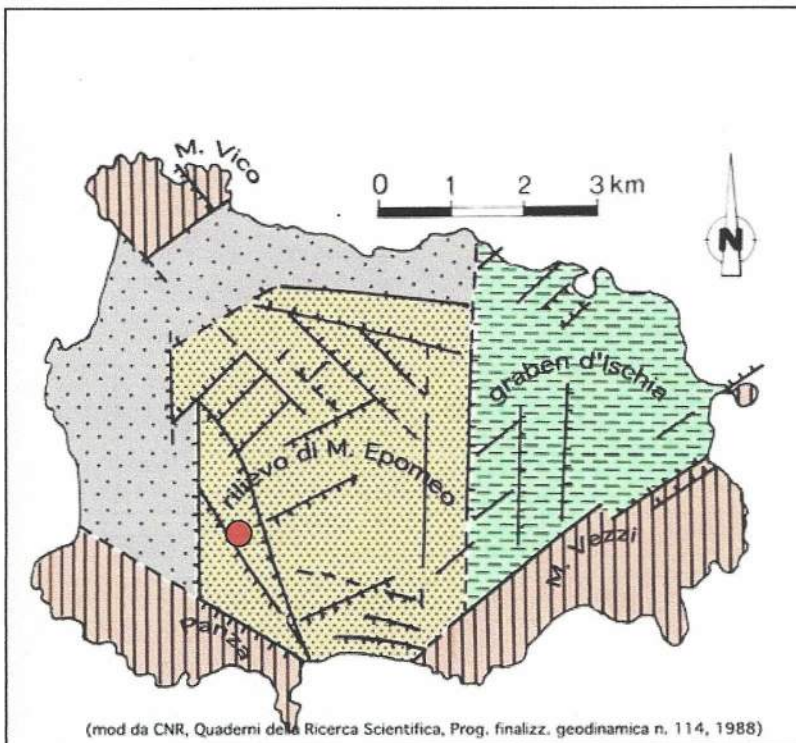 M. Vico
0 1 2 3 km
N
graben d'Ischia
rilievo di M. Epomeo
M. Vezzi
Panza
(mod da CNR, Quaderni della Ricerca Scientifica, Prog. finalizz. geodinamica n. 114, 1988)